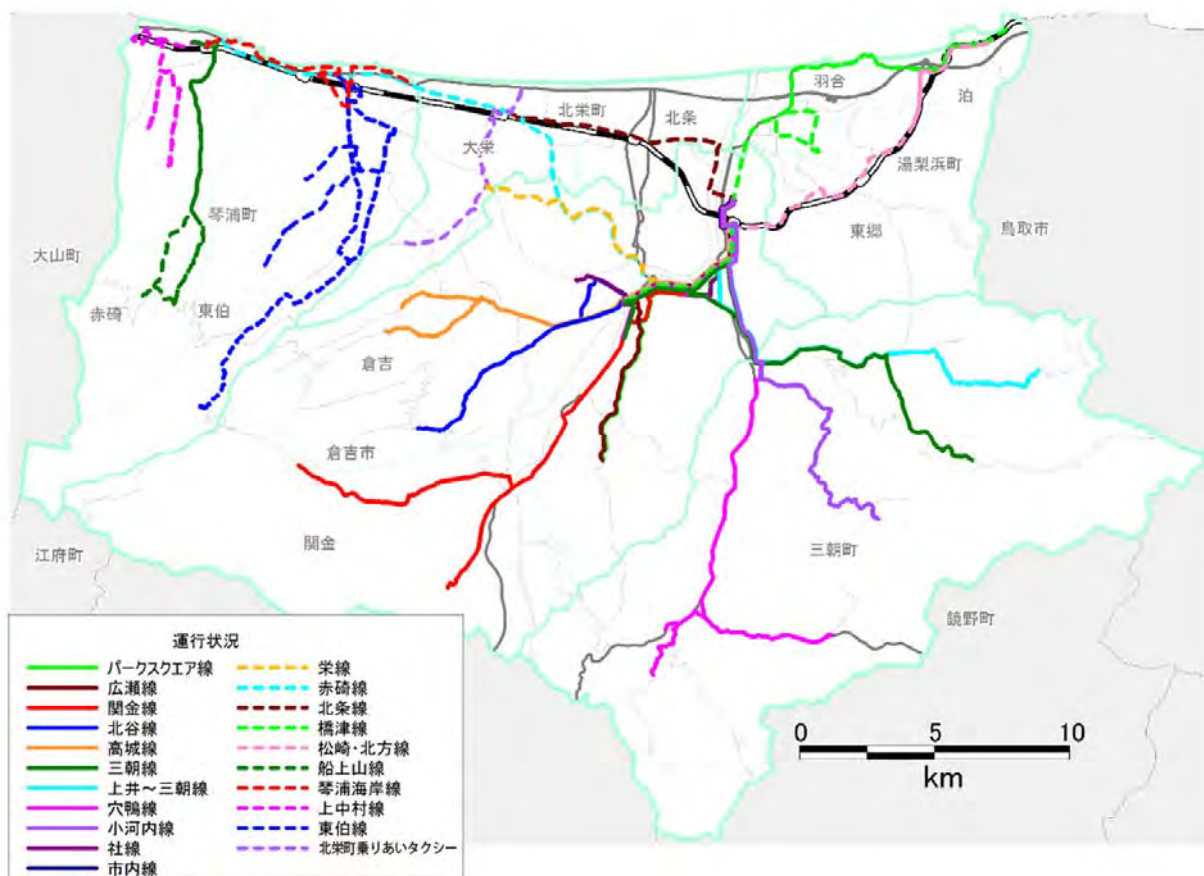 羽合
泊
北栄町
北条
大栄
湯梨浜町
琴浦町
東郷
鳥取市
大山町
赤碕
東伯
倉吉
倉吉市
関金
三朝町
江府町
鏡野町
運行状況
パークスクエア線
広瀬線
関金線
北谷線
高城線
三朝線
上井～三朝線
穴鴨線
小河内線
社線
市内線
栄線
赤碕線
北条線
橋津線
松崎・北方線
船上山線
琴浦海岸線
上中村線
東伯線
北栄町乗りあいタクシー
0 5 10
km